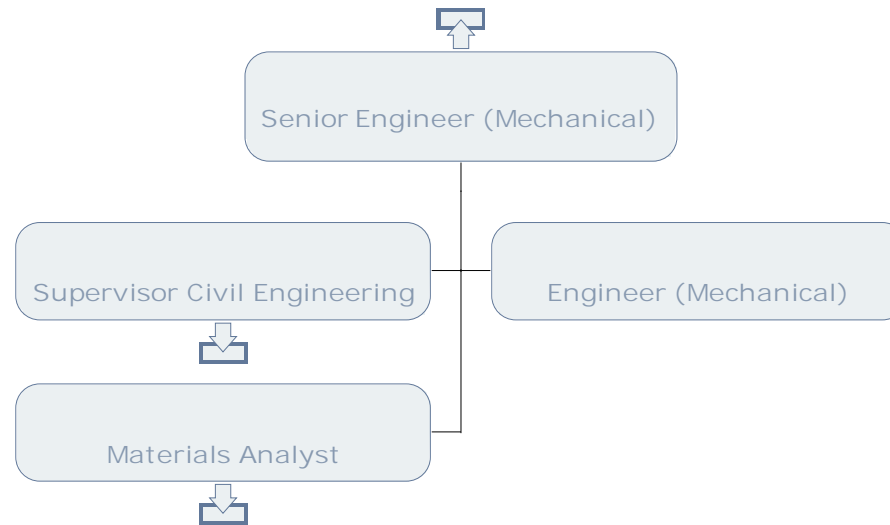 Senior Engineer (Mechanical)
Supervisor Civil Engineering
Engineer (Mechanical)
Materials Analyst